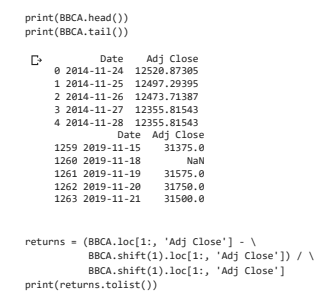 print(BBCA.head())
print(BBCA.tail())
Date Adj Close
0 2014-11-24 12520.87305
1 2014-11-25 12497.29395
2 2014-11-26 12473.71387
3 2014-11-27 12355.81543
4 2014-11-28 12355.81543
Date Adj Close
1259 2019-11-15 31375.0
1260 2019-11-18 NaN
1261 2019-11-19 31575.0
1262 2019-11-20 31750.0
1263 2019-11-21 31500.0
returns = (BBCA.loc[1:, 'Adj Close'] - \
BBCA.shift(1).loc[1:, 'Adj Close']) / \
BBCA.shift(1).loc[1:, 'Adj Close']
print(returns.tolist())